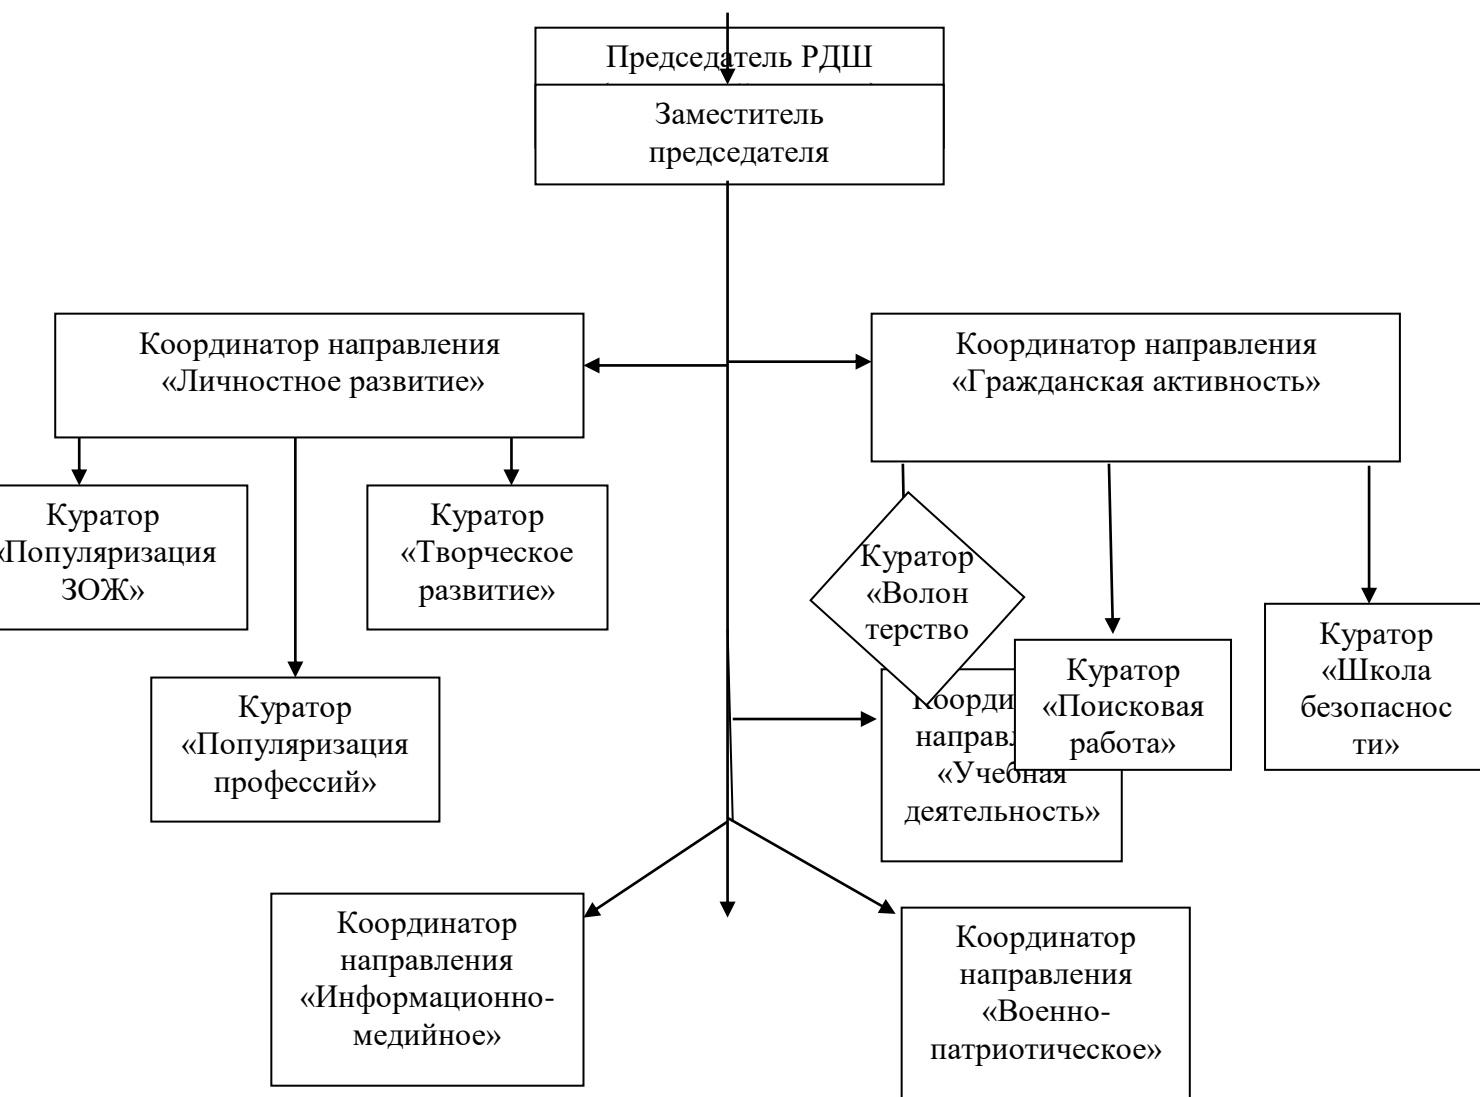 Председатель РДШ
Заместитель
председателя
Координатор направления
«Личностное развитие»
Координатор направления
«Гражданская активность»
Куратор
«Популяризация
ЗОЖ»
Куратор
«Творческое
развитие»
Куратор
«Популяризация
профессий»
Куратор
«Волон
терство
Куратор
«Поисковая
работа»
Куратор
«Школа
безопаснос
ти»
«Учебная
деятельность»
Координатор
направления
«Информационно-
медийное»
Координатор
направления
«Военно-
патриотическое»